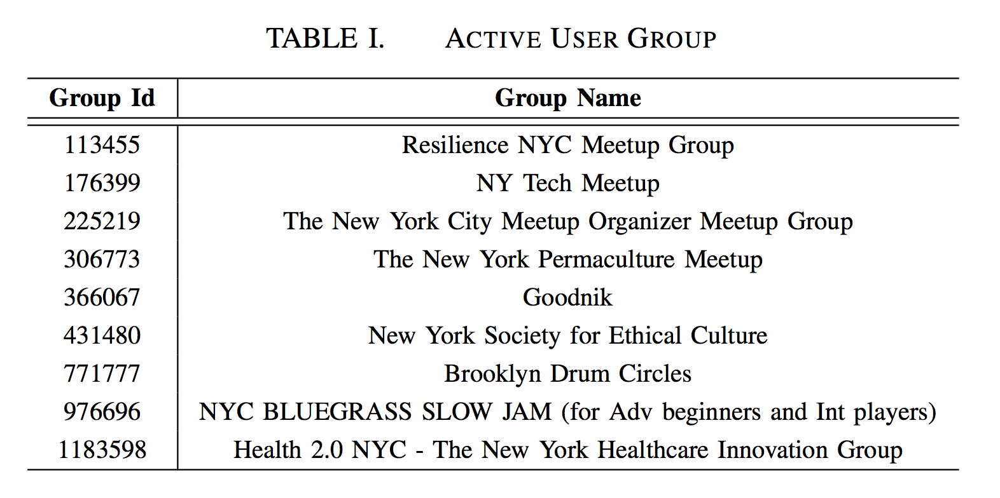 TABLE I. ACTIVE USER GROUP
Group Id Group Name
113455 Resilience NYC Meetup Group
176399 NY Tech Meetup
225219 The New York City Meetup Organizer Meetup Group
306773 The New York Permaculture Meetup
366067 Goodnik
431480 New York Society for Ethical Culture
771777 Brooklyn Drum Circles
976696 NYC BLUEGRASS SLOW JAM (for Adv beginners and Int players)
1183598 Health 2.0 NYC - The New York Healthcare Innovation Group